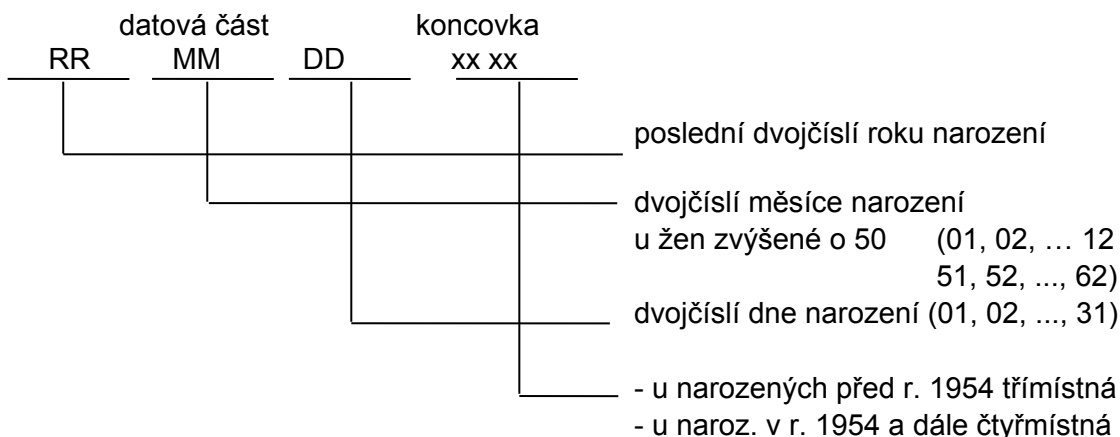 datová část koncovka
RR MM DD xx xx
poslední dvojčíslí roku narození
dvojčíslí měsíce narození
u žen zvýšené o 50 (01, 02, … 12
51, 52, ..., 62)
dvojčíslí dne narození (01, 02, ..., 31)
- u narozených před r. 1954 třímístná
- u naroz. v r. 1954 a dále čtyřmístná